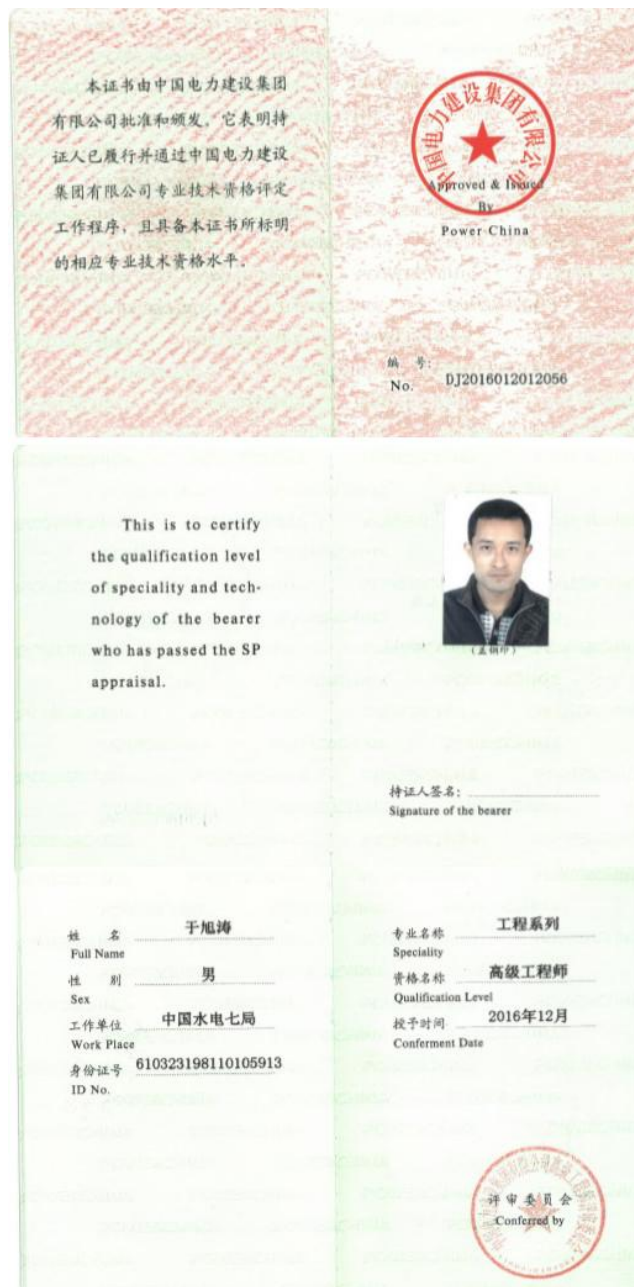 本证书由中国电力建设集团
有限公司批准和颁发，它表明持
证人已履行并通过中国电力建设
集团有限公司专业技术资格评定
工作程序，且具备本证书所标明
的相应专业技术资格水平。
中国电力建设集团有限公司
Approved & Issued
By
Power China
编 号:
No. DJ2016012012056
This is to certify
the qualification level
of speciality and tech-
nology of the bearer
who has passed the SP
appraisal.
(盖钢印)
持证人签名:
Signature of the bearer
姓 名 于旭涛
Full Name
性 别 男
Sex
工作单位 中国水电七局
Work Place
身份证号 610323198110105913
ID No.
专业名称 工程系列
Speciality
资格名称 高级工程师
Qualification Level
授予时间 2016年12月
Conferment Date
评审委员会
Conferred by